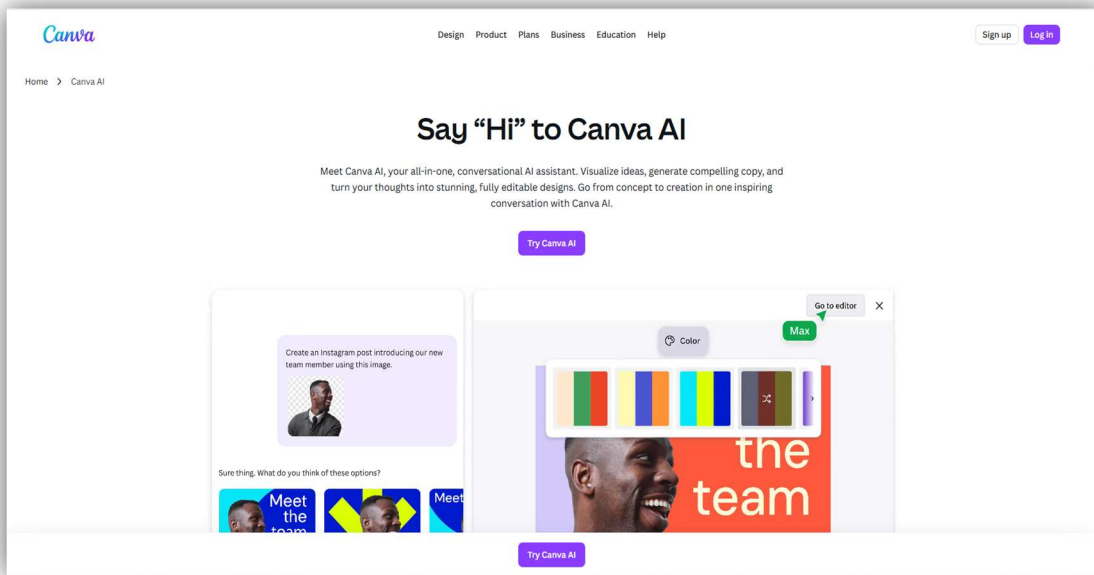 Canva
Design Product Plans Business Education Help
Sign up Log in
Home > Canva AI
Say “Hi” to Canva AI
Meet Canva AI, your all-in-one, conversational AI assistant. Visualize ideas, generate compelling copy, and
turn your thoughts into stunning, fully editable designs. Go from concept to creation in one inspiring
conversation with Canva AI.
Try Canva AI
Create an Instagram post introducing our new
team member using this image.
Sure thing. What do you think of these options?
Meet
the
team
Meet
Go to editor
Max
Color
the
team
Try Canva AI